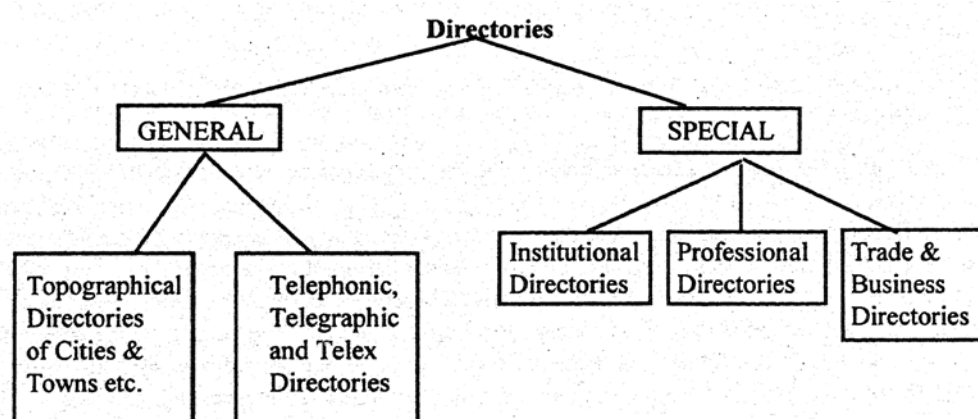 Directories
GENERAL
SPECIAL
Topographical
Directories
of Cities &
Towns etc.
Telephonic,
Telegraphic
and Telex
Directories
Institutional
Directories
Professional
Directories
Trade &
Business
Directories